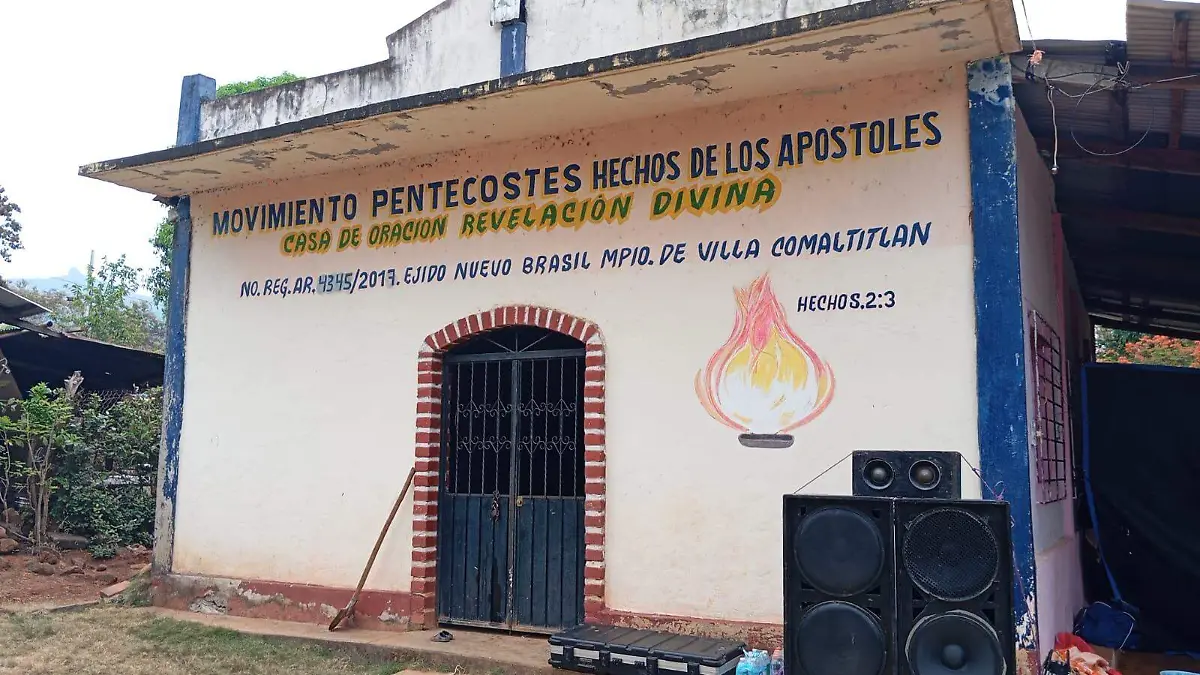 MOVIMIENTO PENTECOSTES HECHOS DE LOS APOSTOLES
CASA DE ORACION REVELACIÓN DIVINA
NO. REG. AR. 4345/2019. EJIDO NUEVO BRASIL MPIO. DE VILLA COMALTITLAN
HECHOS. 2:3